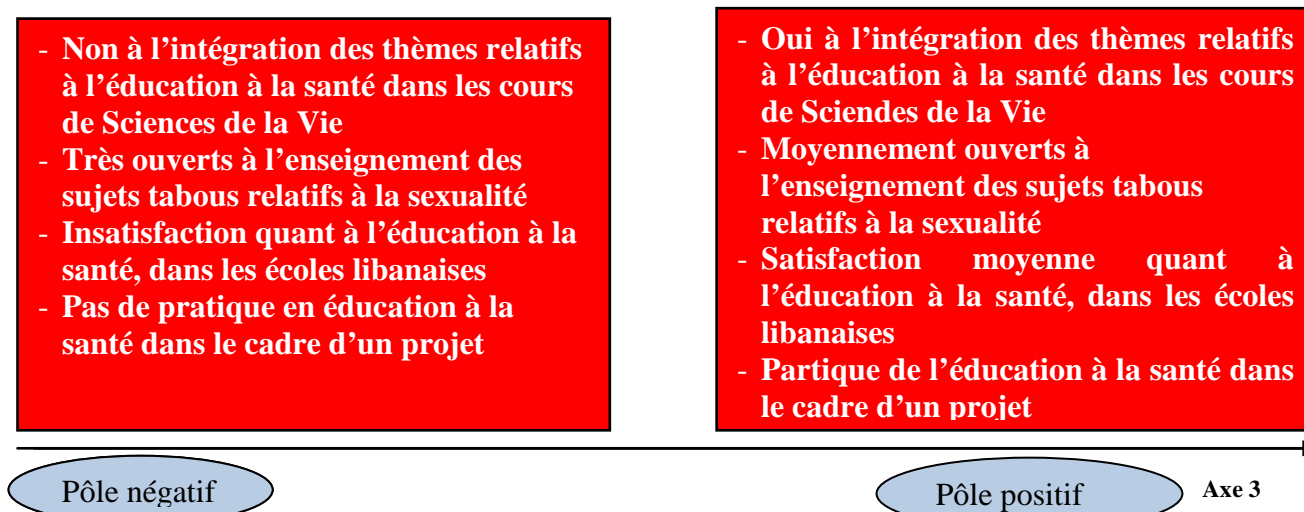 - Non à l’intégration des thèmes relatifs
à l’éducation à la santé dans les cours
de Sciences de la Vie
- Très ouverts à l’enseignement des
sujets tabous relatifs à la sexualité
- Insatisfaction quant à l’éducation à la
santé, dans les écoles libanaises
- Pas de pratique en éducation à la
santé dans le cadre d’un projet
- Oui à l’intégration des thèmes relatifs
à l’éducation à la santé dans les cours
de Sciendes de la Vie
- Moyennement ouverts à
l’enseignement des sujets tabous
relatifs à la sexualité
- Satisfaction moyenne quant à
l’éducation à la santé, dans les écoles
libanaises
- Partique de l’éducation à la santé dans
le cadre d’un projet
Pôle négatif
Pôle positif
Axe 3